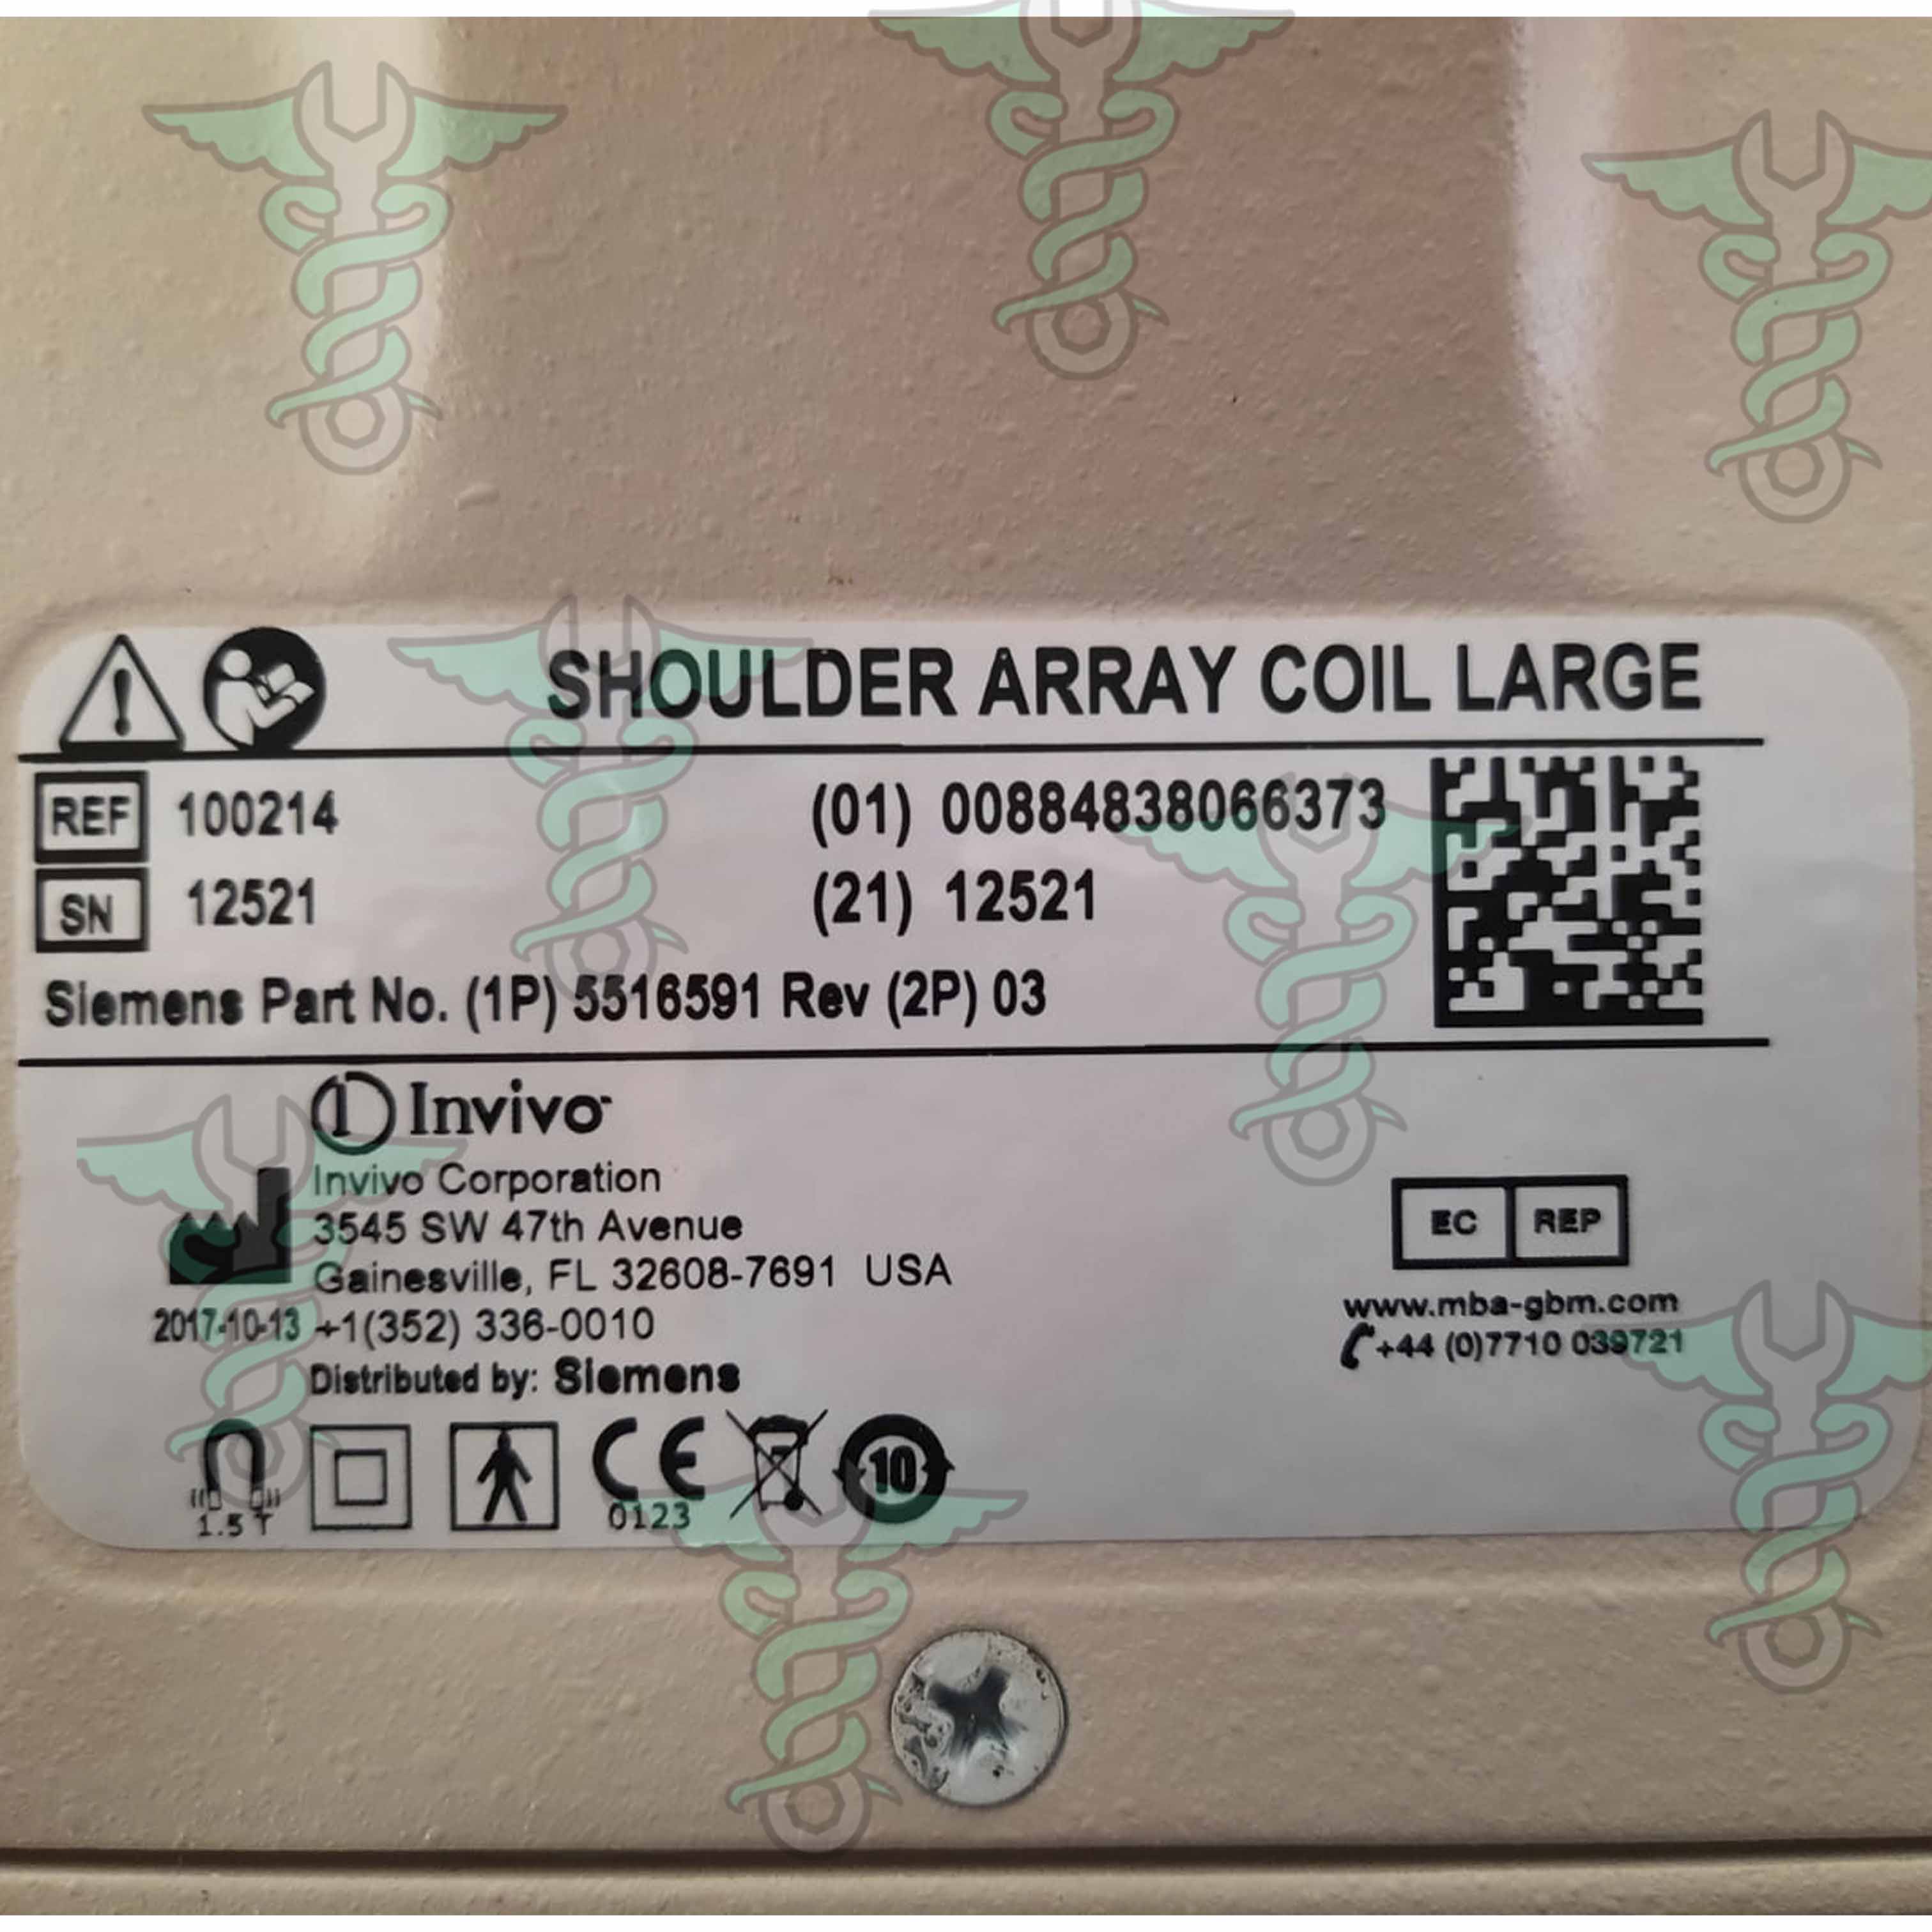 SHOULDER ARRAY COIL LARGE
REF 100214 (01) 00884838066373
SN 12521 (21) 12521
Siemens Part No. (1P) 5516591 Rev (2P) 03
Invivo
Invivo Corporation
3545 SW 47th Avenue
Gainesville, FL 32608-7691 USA
2017-10-13 +1(352) 336-0010
Distributed by: Siemens
EC REP
www.mba-gbm.com
+44 (0)7710 039721
1.5 T
CE
0123
10